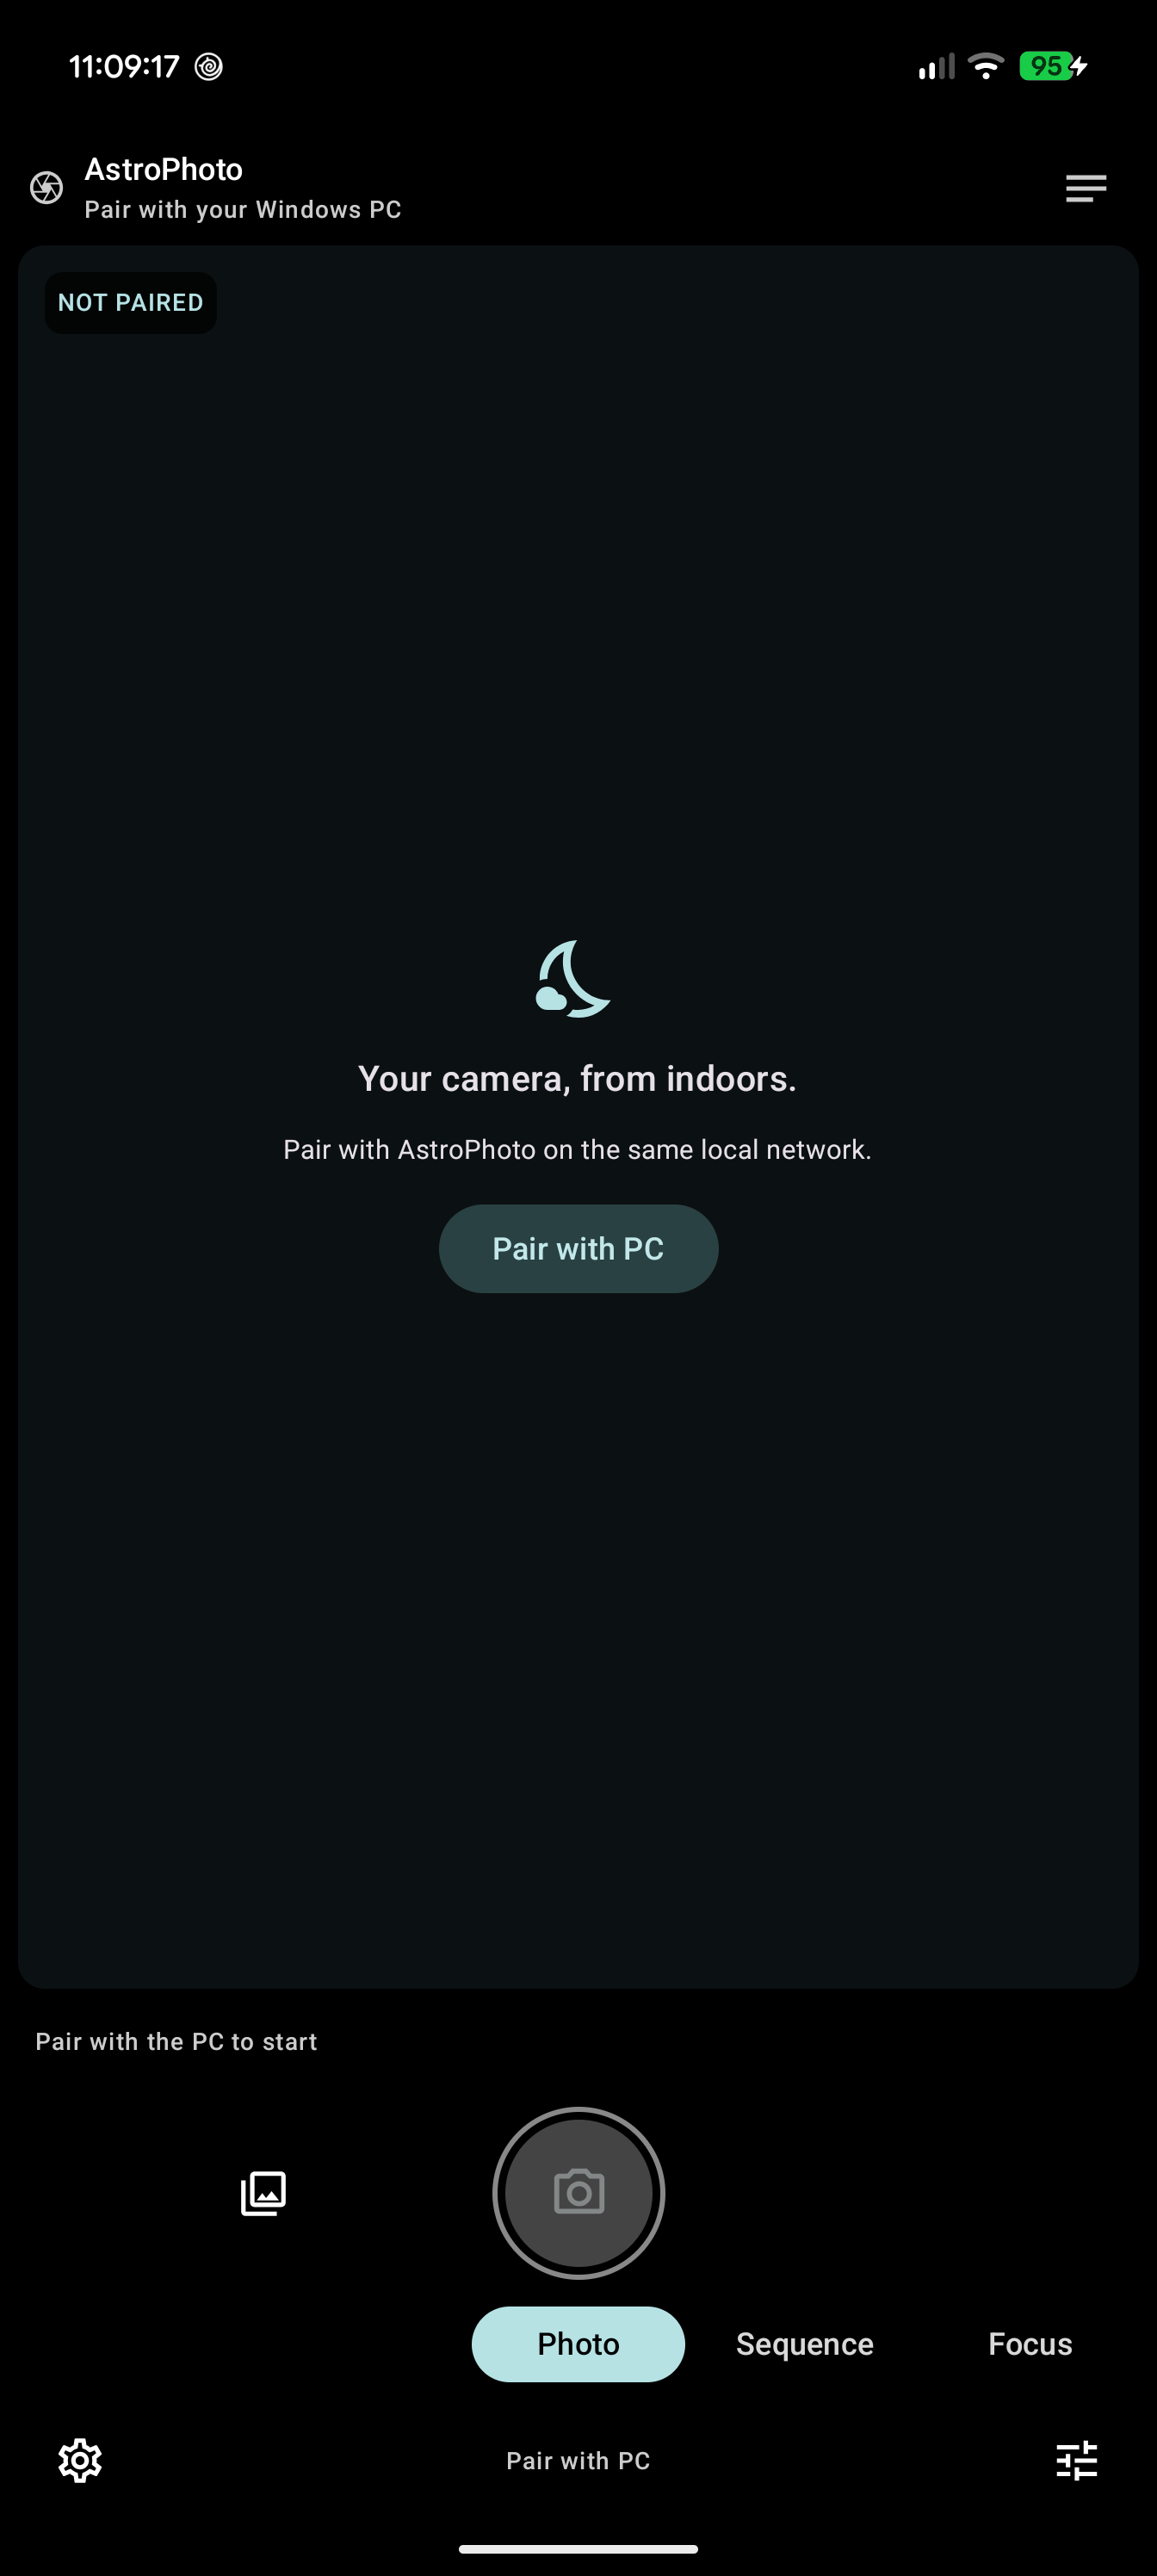 11:09:17
95
AstroPhoto
Pair with your Windows PC
NOT PAIRED
Your camera, from indoors.
Pair with AstroPhoto on the same local network.
Pair with PC
Pair with the PC to start
Photo
Sequence
Focus
Pair with PC